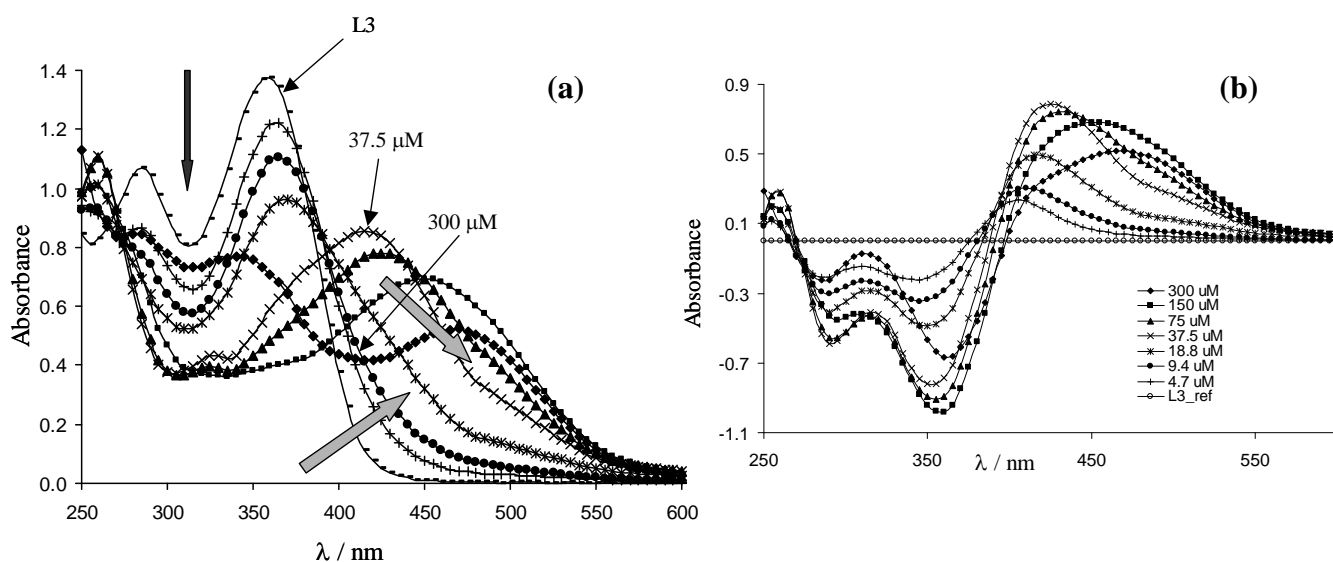 L3
(a)
37.5 μM
300 μM
1.4
1.2
1.0
0.8
0.6
0.4
0.2
0.0
Absorbance
250 300 350 400 450 500 550 600
λ / nm
(b)
0.9
0.5
0.1
-0.3
-0.7
-1.1
Absorbance
250 350 450 550
λ / nm
300 uM
150 uM
75 uM
37.5 uM
18.8 uM
9.4 uM
4.7 uM
L3_ref